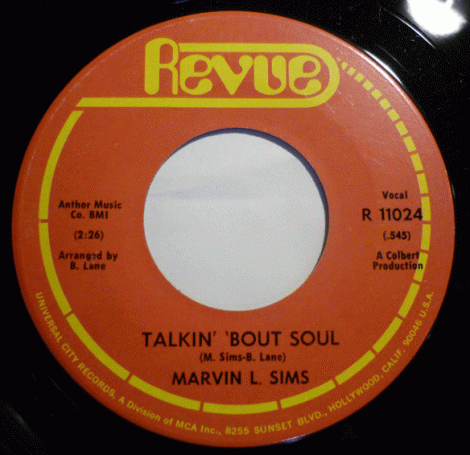 Revue
Anthor Music
Co. BMI
(2:26)
Arranged by
B. Lane
Vocal
R 11024
(.545)
A Colbert
Production
TALKIN' 'BOUT SOUL
(M. Sims-B. Lane)
MARVIN L. SIMS
UNIVERSAL CITY RECORDS, A Division of MCA Inc., 8255 SUNSET BLVD., HOLLYWOOD, CALIF. 90046 U.S.A.